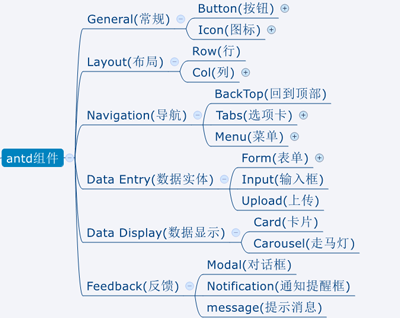 antd组件
General(常规)
Button(按钮)
Icon(图标)
Layout(布局)
Row(行)
Col(列)
Navigation(导航)
BackTop(回到顶部)
Tabs(选项卡)
Menu(菜单)
Data Entry(数据实体)
Form(表单)
Input(输入框)
Upload(上传)
Data Display(数据显示)
Card(卡片)
Carousel(走马灯)
Feedback(反馈)
Modal(对话框)
Notification(通知提醒框)
message(提示消息)